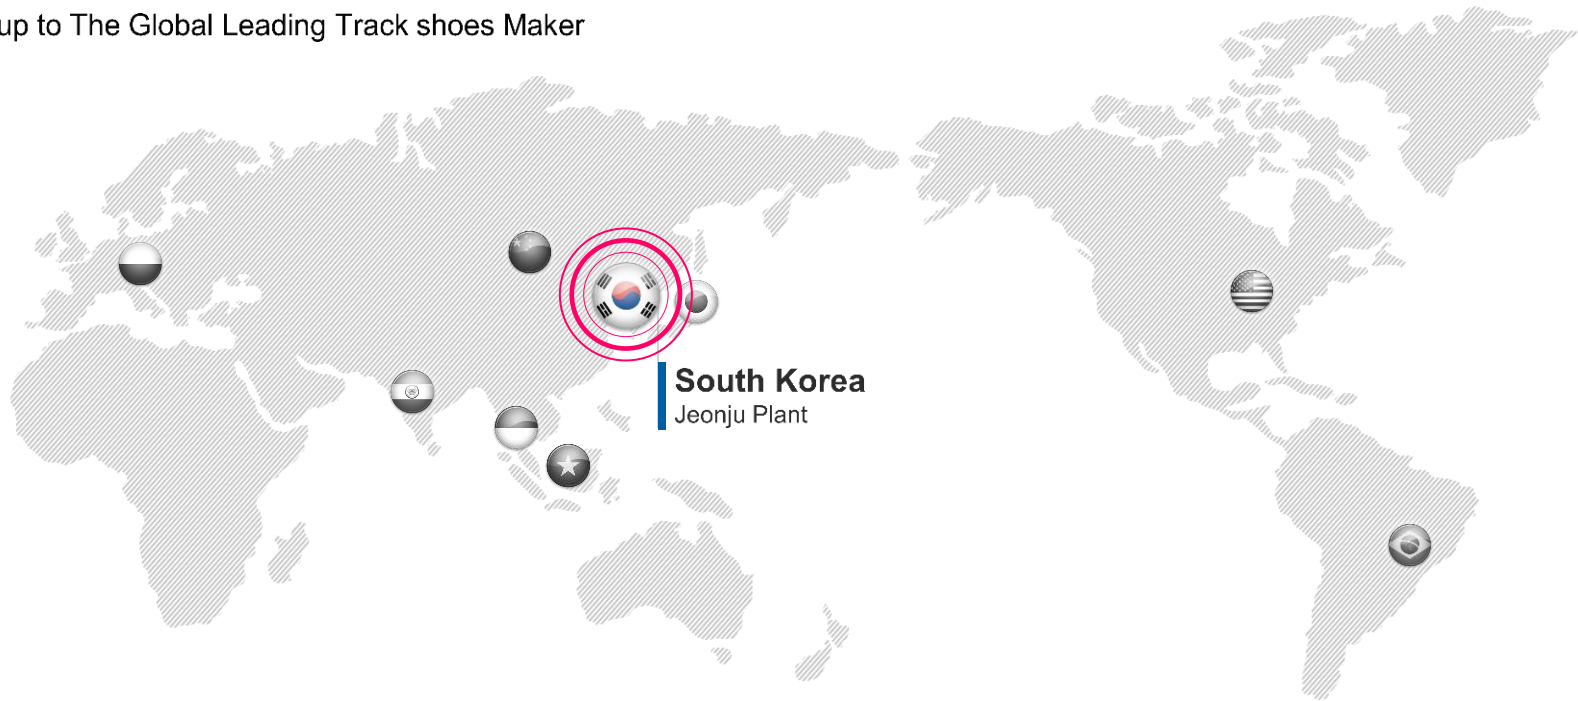 up to The Global Leading Track shoes Maker
South Korea
Jeonju Plant